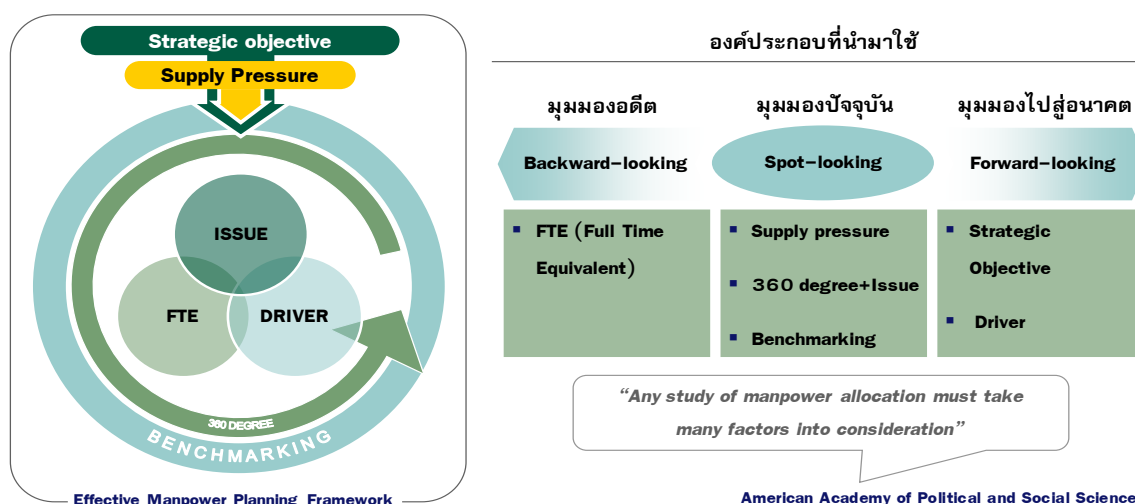 Strategic objective
Supply Pressure
ISSUE
FTE
DRIVER
360 DEGREE
BENCHMARKING
Effective Manpower Planning Framework
องค์ประกอบที่นำมาใช้
มุมมองอดีต
มุมมองปัจจุบัน
มุมมองไปสู่อนาคต
Backward-looking
Spot-looking
Forward-looking
▪ FTE (Full Time
Equivalent)
▪ Supply pressure
▪ 360 degree+Issue
▪ Benchmarking
▪ Strategic
Objective
▪ Driver
“Any study of manpower allocation must take
many factors into consideration”
American Academy of Political and Social Science